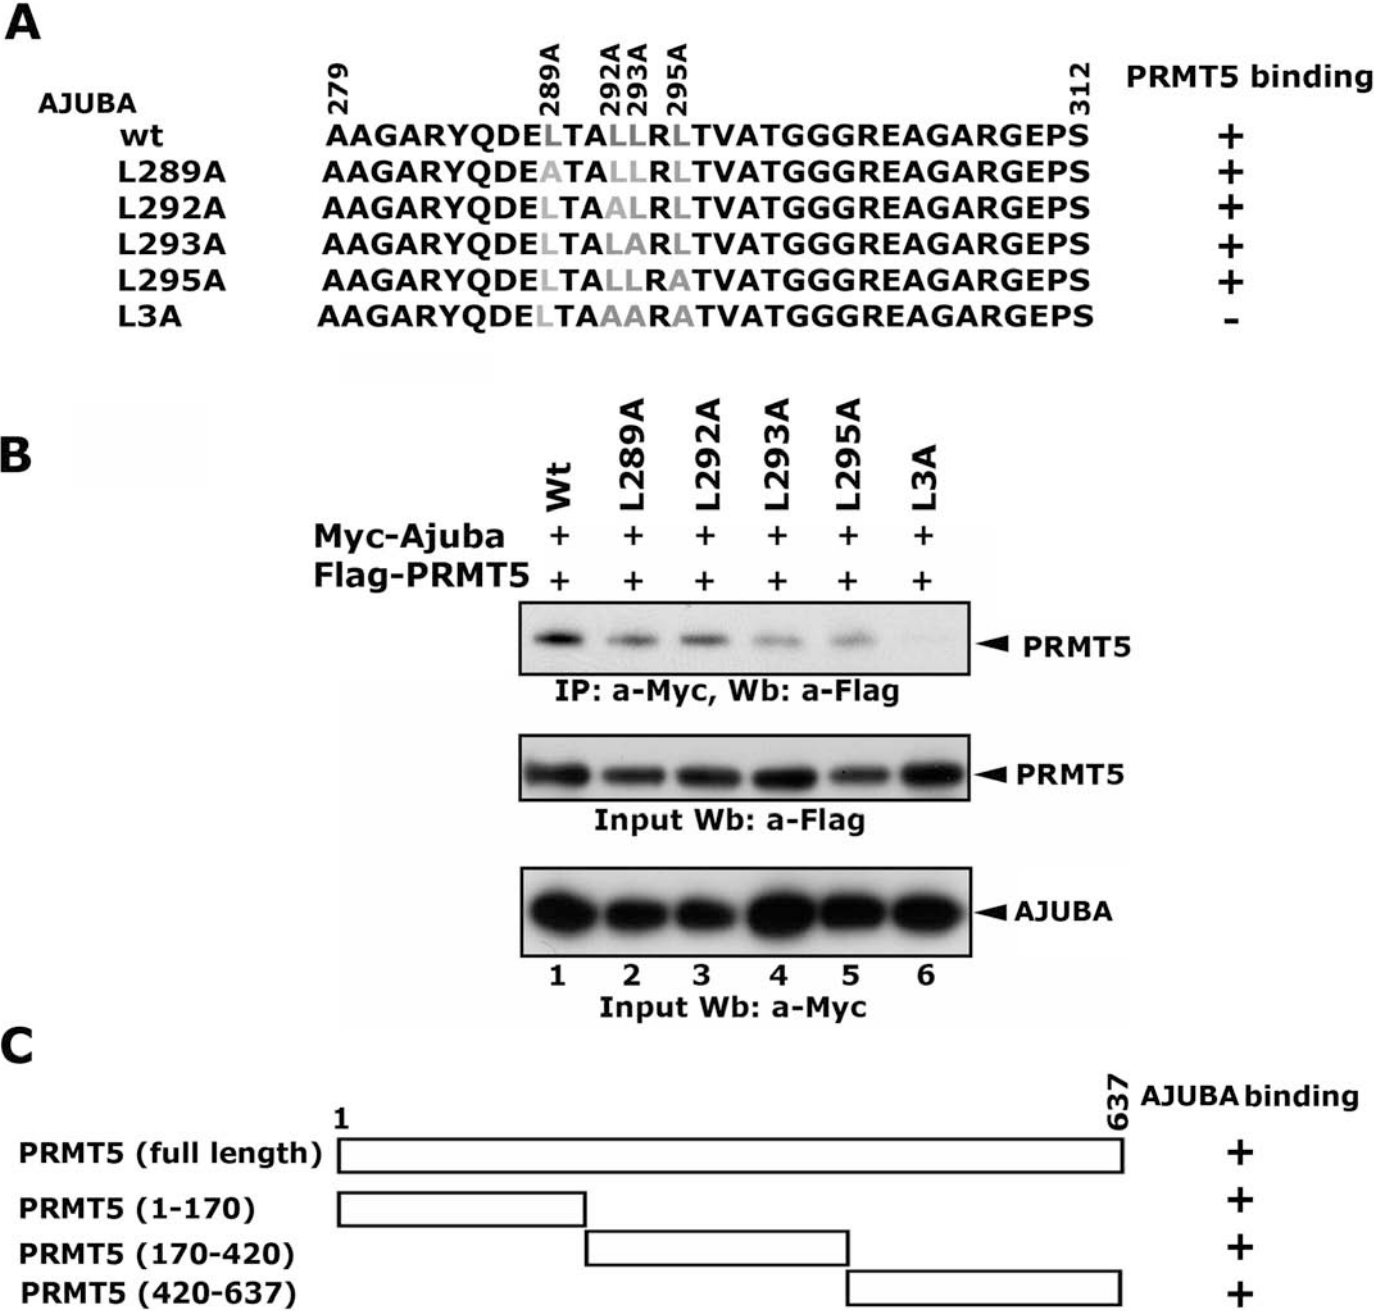 A
279 289A 292A 293A 295A 312 PRMT5 binding
AJUBA
wt AAGARYQDELTALLRLTVATGGGREAGARGEPS +
L289A AAGARYQDEATALLRLTVATGGGREAGARGEPS +
L292A AAGARYQDELTAALRLTVATGGGREAGARGEPS +
L293A AAGARYQDELTALARLTVATGGGREAGARGEPS +
L295A AAGARYQDELTALLRATVATGGGREAGARGEPS +
L3A AAGARYQDELTAAARATVATGGGREAGARGEPS -
B
Wt L289A L292A L293A L295A L3A
Myc-Ajuba + + + + + +
Flag-PRMT5 + + + + + +
PRMT5
IP: a-Myc, Wb: a-Flag
PRMT5
Input Wb: a-Flag
AJUBA
1 2 3 4 5 6
Input Wb: a-Myc
C
1 637 AJUBA binding
PRMT5 (full length) +
PRMT5 (1-170) +
PRMT5 (170-420) +
PRMT5 (420-637) +